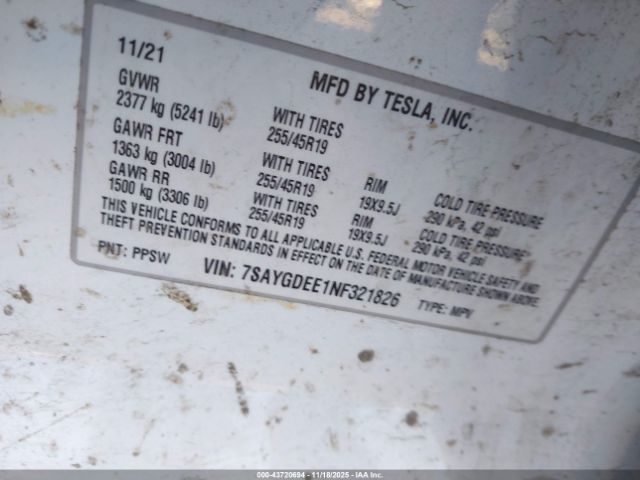 11/21
MFD BY TESLA, INC.
GVWR
2377 kg (5241 lb)
WITH TIRES
255/45R19
GAWR FRT
1363 kg (3004 lb)
WITH TIRES
255/45R19
RIM
19X9.5J
COLD TIRE PRESSURE
290 kPa, 42 psi
GAWR RR
1500 kg (3306 lb)
WITH TIRES
255/45R19
RIM
19X9.5J
COLD TIRE PRESSURE
290 kPa, 42 psi
THIS VEHICLE CONFORMS TO ALL APPLICABLE U.S. FEDERAL MOTOR VEHICLE SAFETY AND
THEFT PREVENTION STANDARDS IN EFFECT ON THE DATE OF MANUFACTURE SHOWN ABOVE.
PNT: PPSW
VIN: 7SAYGDEE1NF321826
TYPE: MPV
000-43720694 - 11/18/2025 - IAA Inc.